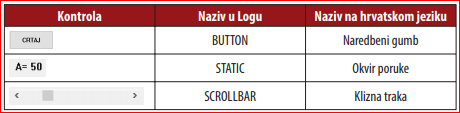 Kontrola Naziv u Logu Naziv na hrvatskom jeziku
CRTAJ BUTTON Naredbeni gumb
A= 50 STATIC Okvir poruke
SCROLLBAR Klizna traka